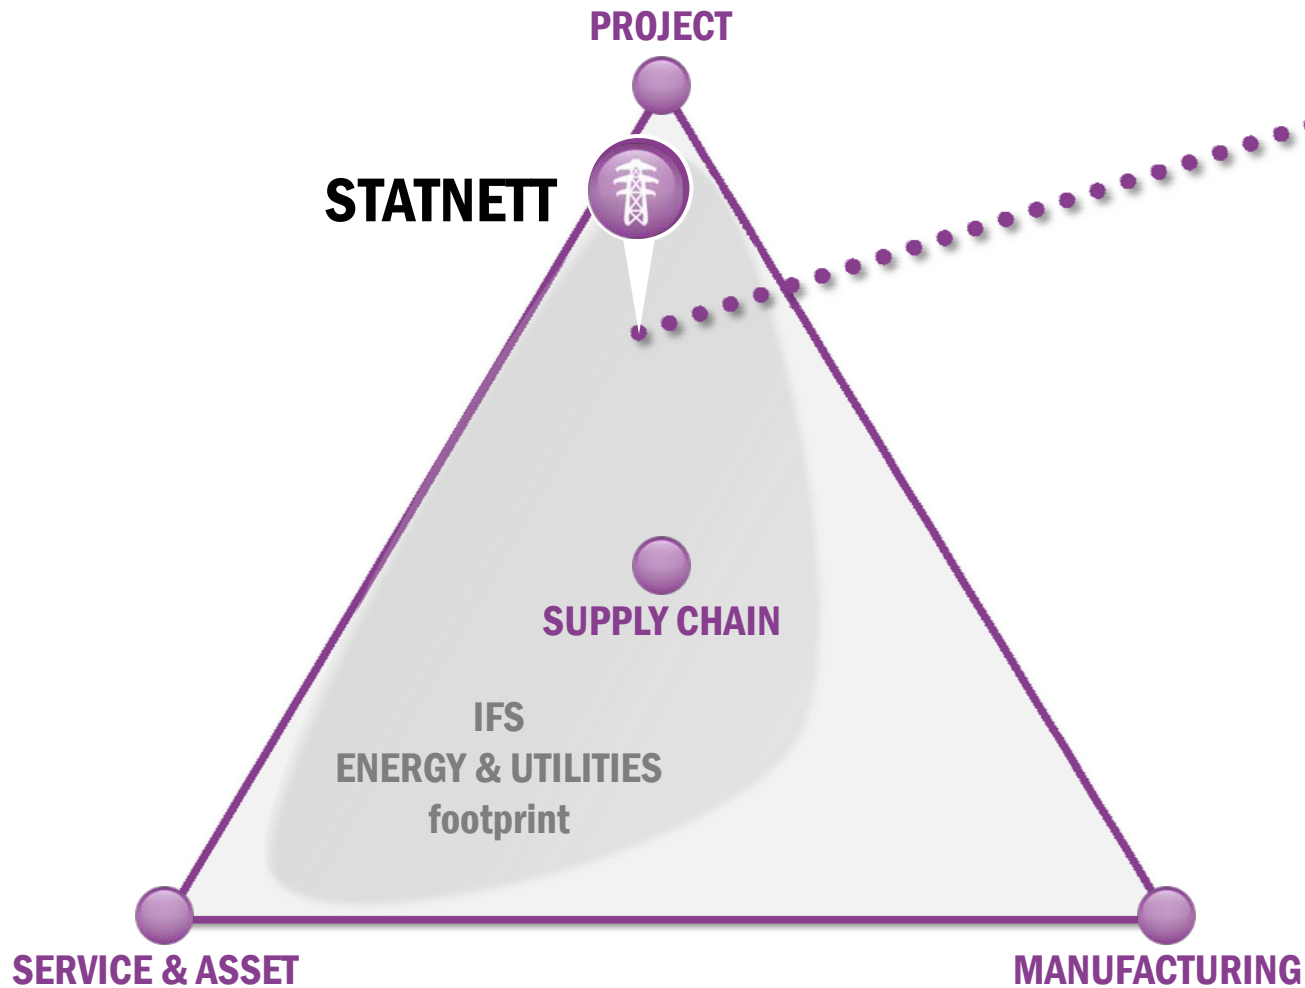 PROJECT
STATNETT
SUPPLY CHAIN
IFS
ENERGY & UTILITIES
footprint
SERVICE & ASSET
MANUFACTURING